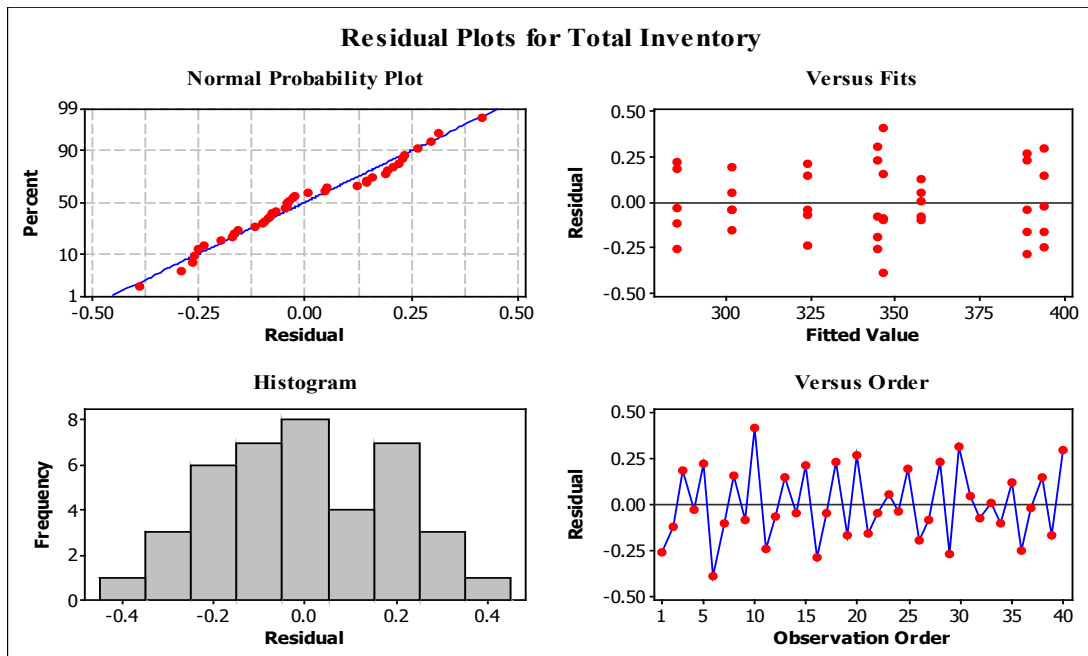 Residual Plots for Total Inventory
Normal Probability Plot
Percent
99
90
50
10
1
-0.50 -0.25 0.00 0.25 0.50
Residual
Versus Fits
Residual
0.50
0.25
0.00
-0.25
-0.50
300 325 350 375 400
Fitted Value
Histogram
Frequency
8
6
4
2
0
-0.4 -0.2 0.0 0.2 0.4
Residual
Versus Order
Residual
0.50
0.25
0.00
-0.25
-0.50
1 5 10 15 20 25 30 35 40
Observation Order